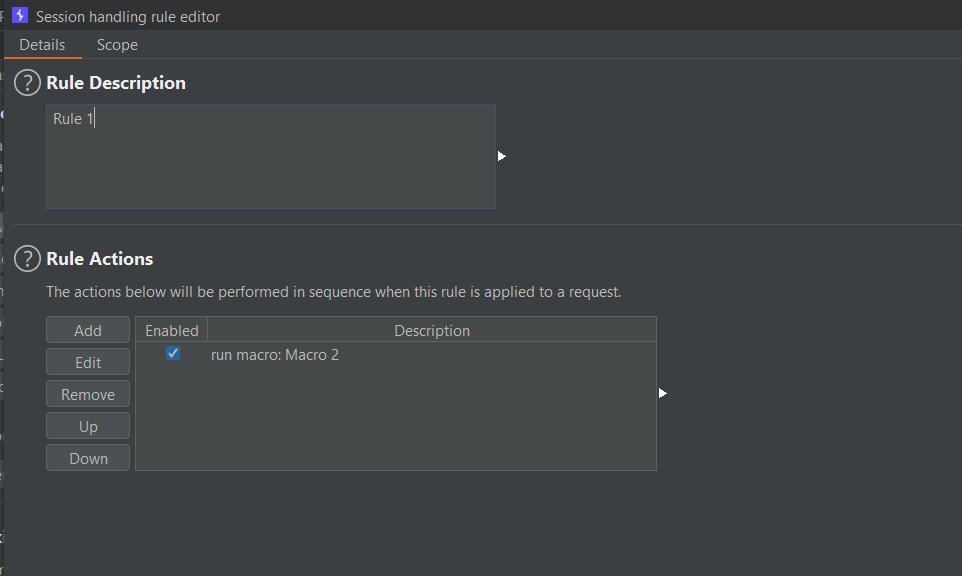 Session handling rule editor
Details Scope
? Rule Description
Rule 1
? Rule Actions
The actions below will be performed in sequence when this rule is applied to a request.
Add
Edit
Remove
Up
Down
Enabled Description
run macro: Macro 2